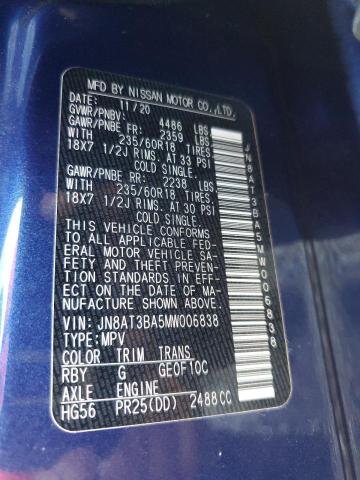 MFD BY NISSAN MOTOR CO.,LTD.
DATE: 11/20
GVWR/PNBV: 4486 LBS
GAWR/PNBE FR: 2359 LBS
WITH 235/60R18 TIRES,
18X7 1/2J RIMS, AT 33 PSI
COLD SINGLE.
GAWR/PNBE RR: 2238 LBS
WITH 235/60R18 TIRES,
18X7 1/2J RIMS, AT 30 PSI
COLD SINGLE.
THIS VEHICLE CONFORMS
TO ALL APPLICABLE FED-
ERAL MOTOR VEHICLE SA-
FETY AND THEFT PREVEN-
TION STANDARDS IN EFF-
ECT ON THE DATE OF MA-
NUFACTURE SHOWN ABOVE.
VIN: JN8AT3BA5MW006838
TYPE: MPV
COLOR TRIM TRANS
RBY G GE0F10C
AXLE ENGINE
HG56 PR25(DD) 2488CC
JN8AT3BA5MW006838